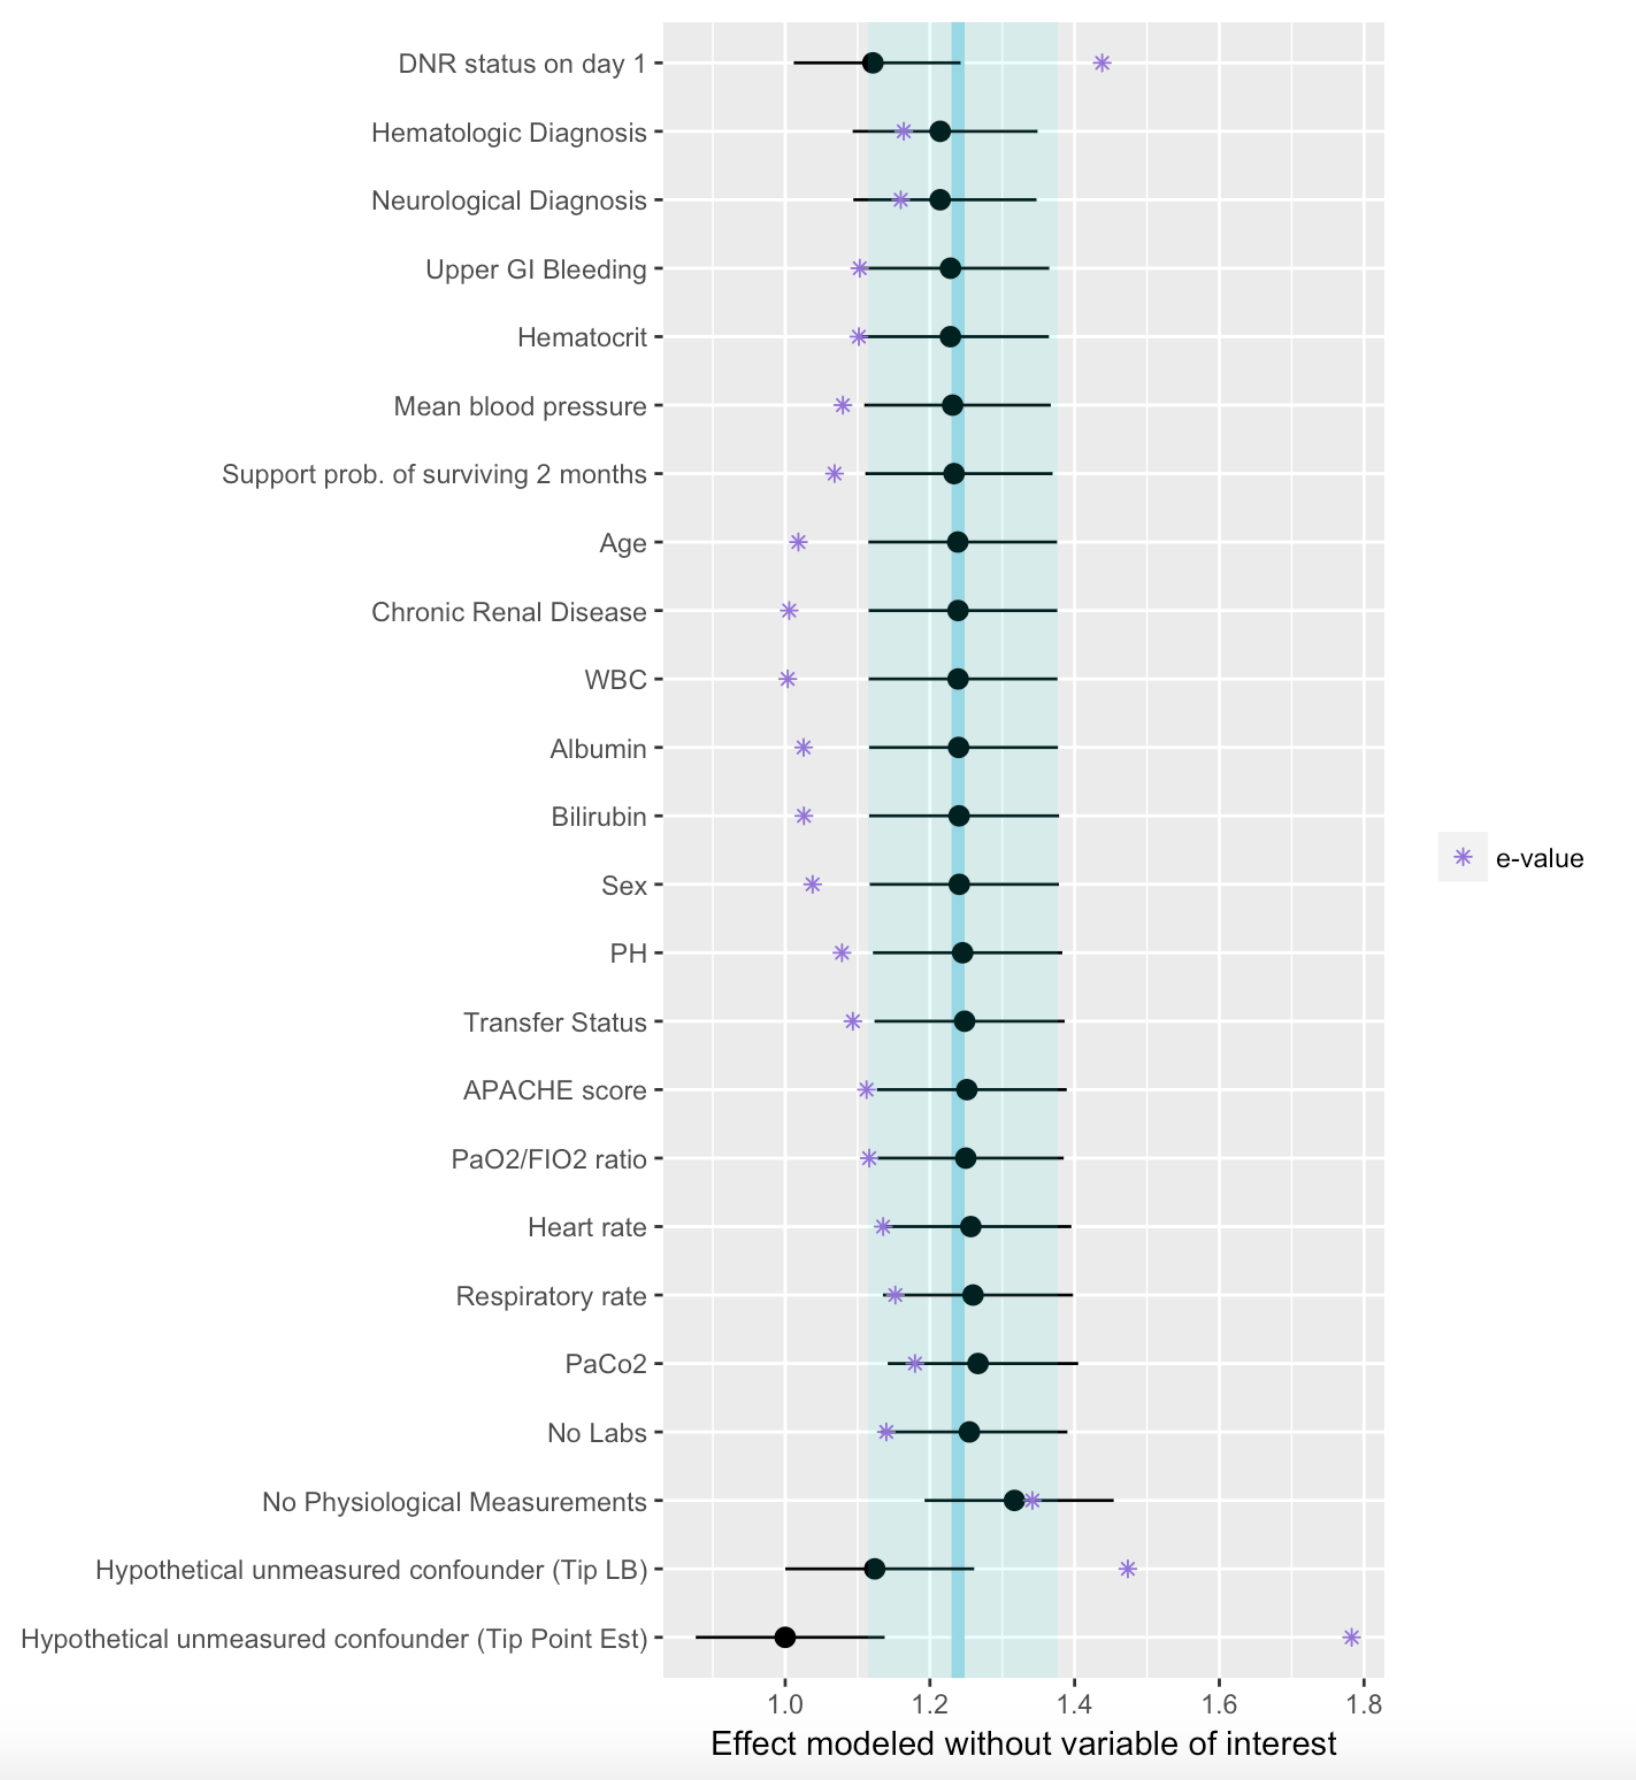 DNR status on day 1
Hematologic Diagnosis
Neurological Diagnosis
Upper GI Bleeding
Hematocrit
Mean blood pressure
Support prob. of surviving 2 months
Age
Chronic Renal Disease
WBC
Albumin
Bilirubin
Sex
PH
Transfer Status
APACHE score
PaO2/FIO2 ratio
Heart rate
Respiratory rate
PaCo2
No Labs
No Physiological Measurements
Hypothetical unmeasured confounder (Tip LB)
Hypothetical unmeasured confounder (Tip Point Est)
1.0 1.2 1.4 1.6 1.8
Effect modeled without variable of interest
e-value